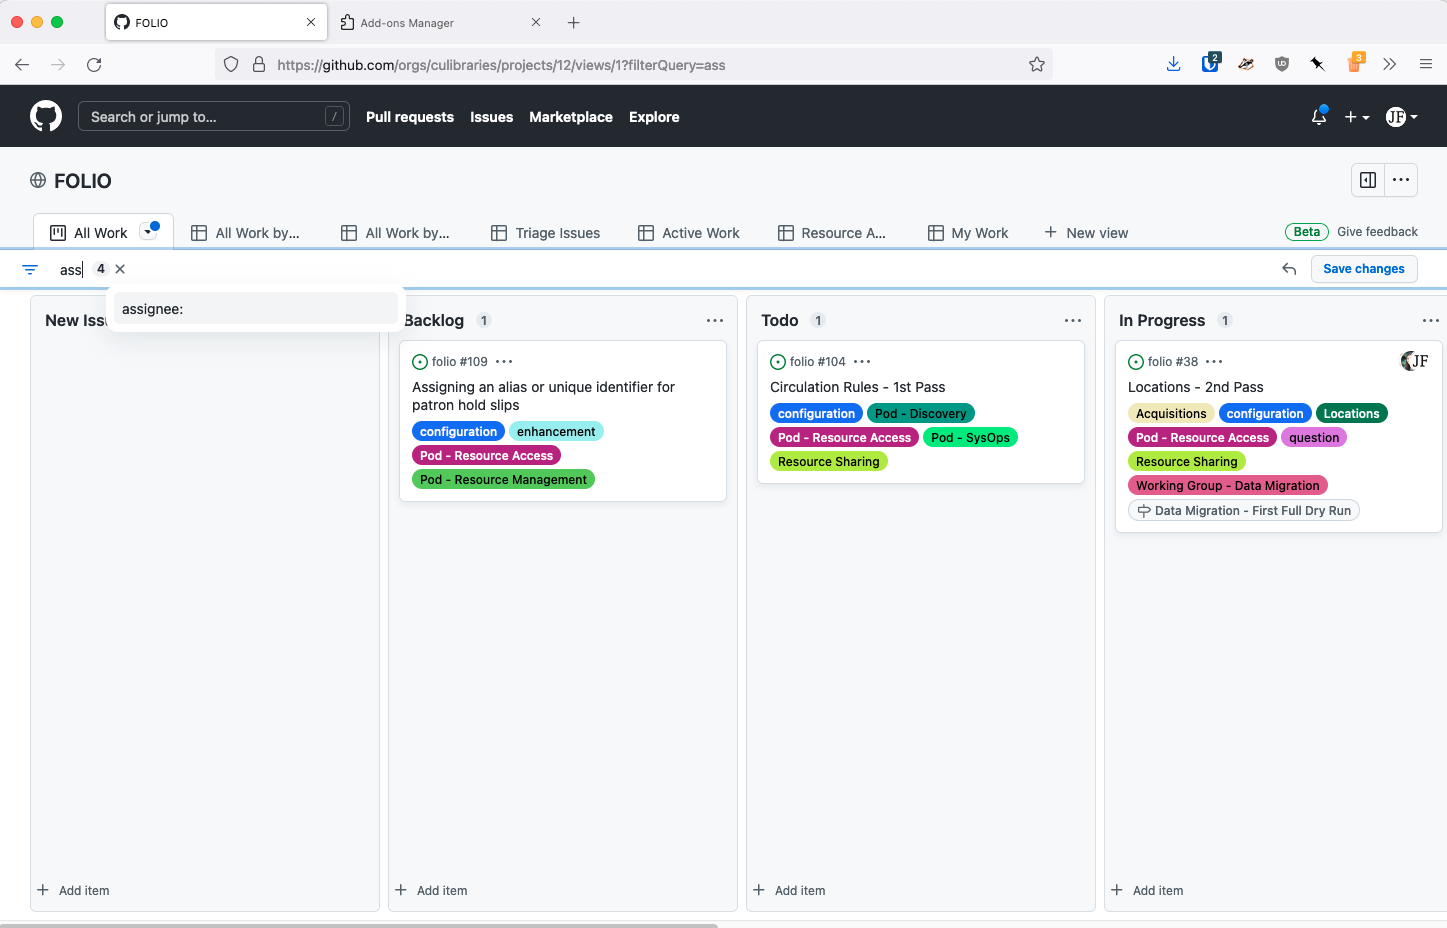 FOLIO
Add-ons Manager
https://github.com/orgs/culibraries/projects/12/views/1?filterQuery=ass
2
3
Search or jump to...
/
Pull requests
Issues
Marketplace
Explore
JF
FOLIO
All Work
All Work by...
All Work by...
Triage Issues
Active Work
Resource A...
My Work
New view
Beta
Give feedback
ass
4
Save changes
assignee:
New Issu
Backlog 1
folio #109
Assigning an alias or unique identifier for
patron hold slips
configuration
enhancement
Pod - Resource Access
Pod - Resource Management
Todo 1
folio #104
Circulation Rules - 1st Pass
configuration
Pod - Discovery
Pod - Resource Access
Pod - SysOps
Resource Sharing
In Progress 1
folio #38
JF
Locations - 2nd Pass
Acquisitions
configuration
Locations
Pod - Resource Access
question
Resource Sharing
Working Group - Data Migration
Data Migration - First Full Dry Run
Add item
Add item
Add item
Add item